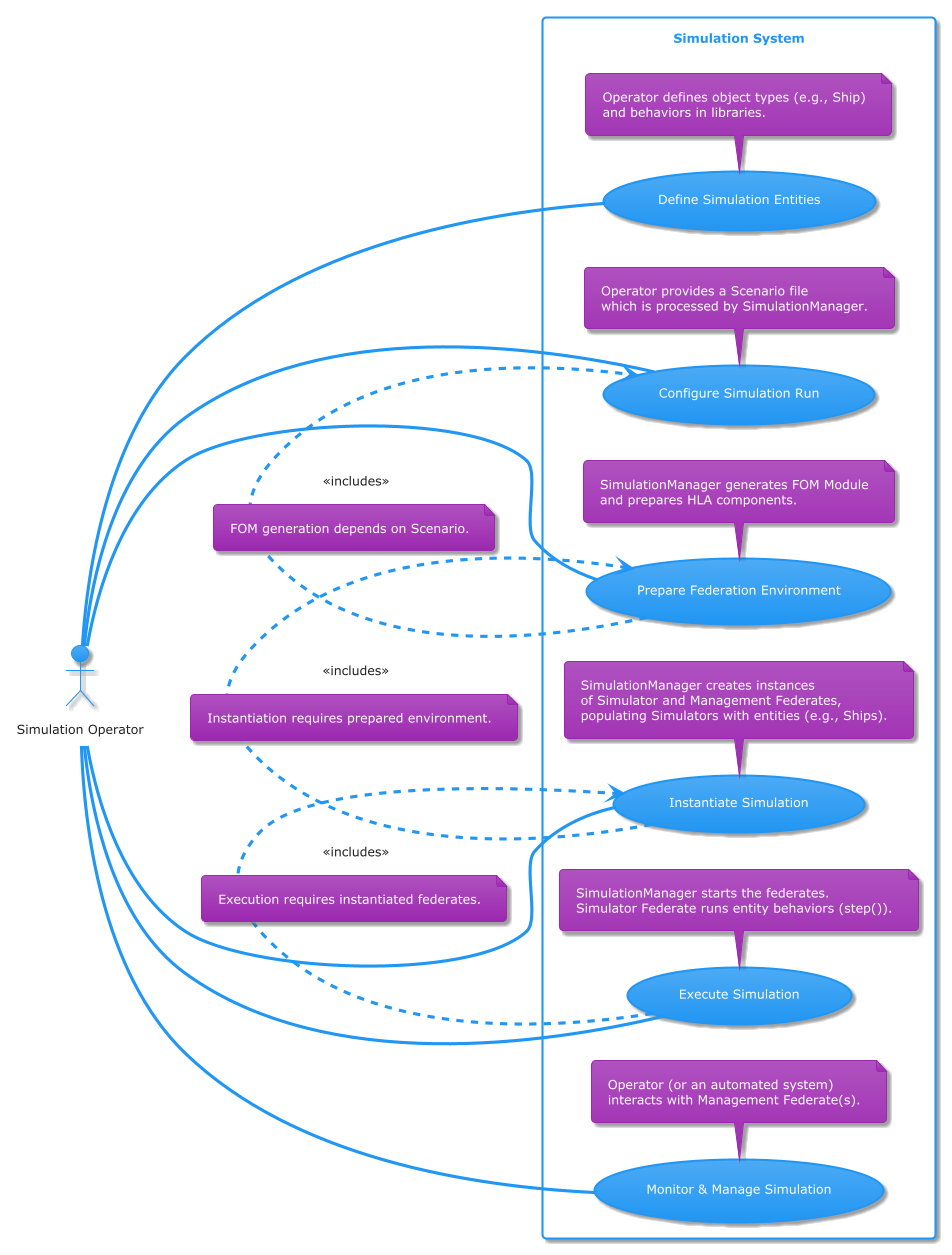 Simulation System
Operator defines object types (e.g., Ship)
and behaviors in libraries.
Define Simulation Entities
Operator provides a Scenario file
which is processed by SimulationManager.
Configure Simulation Run
SimulationManager generates FOM Module
and prepares HLA components.
«includes»
FOM generation depends on Scenario.
Prepare Federation Environment
«includes»
SimulationManager creates instances
of Simulator and Management Federates,
populating Simulators with entities (e.g., Ships).
Instantiation requires prepared environment.
Simulation Operator
Instantiate Simulation
«includes»
Execution requires instantiated federates.
SimulationManager starts the federates.
Simulator Federate runs entity behaviors (step()).
Execute Simulation
Operator (or an automated system)
interacts with Management Federate(s).
Monitor & Manage Simulation